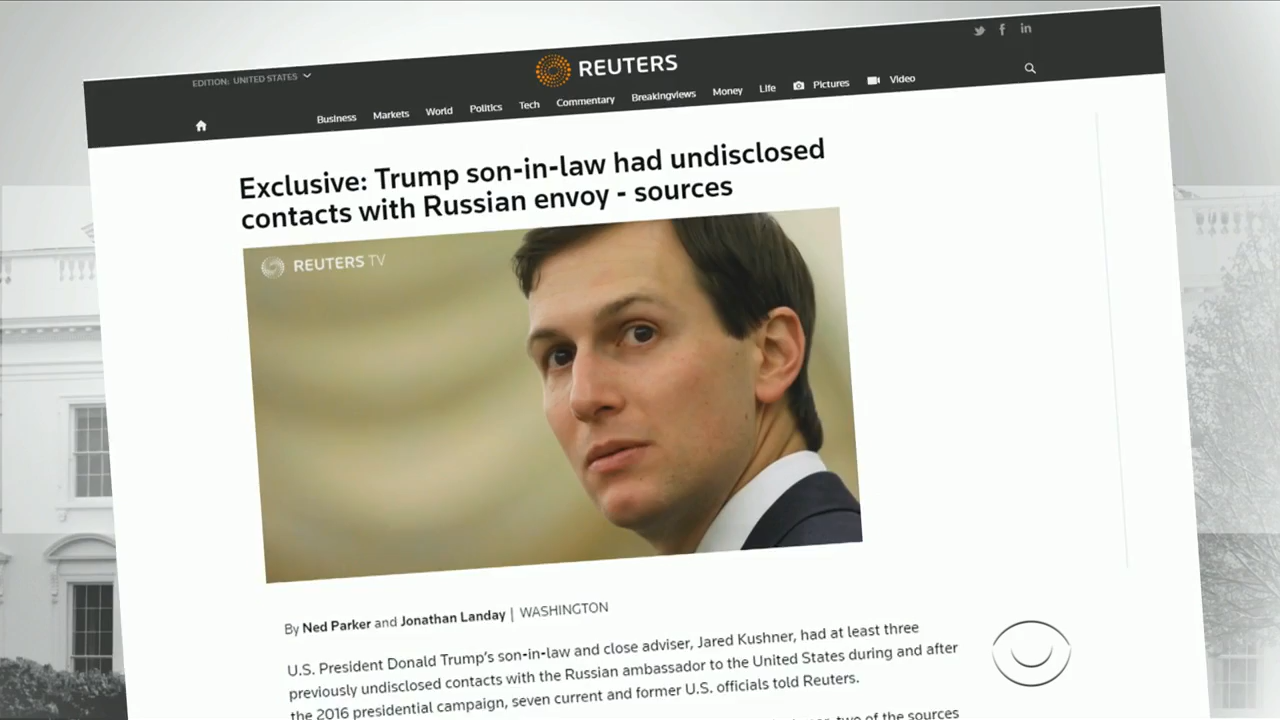 EDITION: UNITED STATES
REUTERS
Business Markets World Politics Tech Commentary Breakingviews Money Life Pictures Video
Exclusive: Trump son-in-law had undisclosed
contacts with Russian envoy - sources
REUTERS TV
By Ned Parker and Jonathan Landay | WASHINGTON
U.S. President Donald Trump's son-in-law and close adviser, Jared Kushner, had at least three
previously undisclosed contacts with the Russian ambassador to the United States during and after
the 2016 presidential campaign, seven current and former U.S. officials told Reuters.
two of the sources